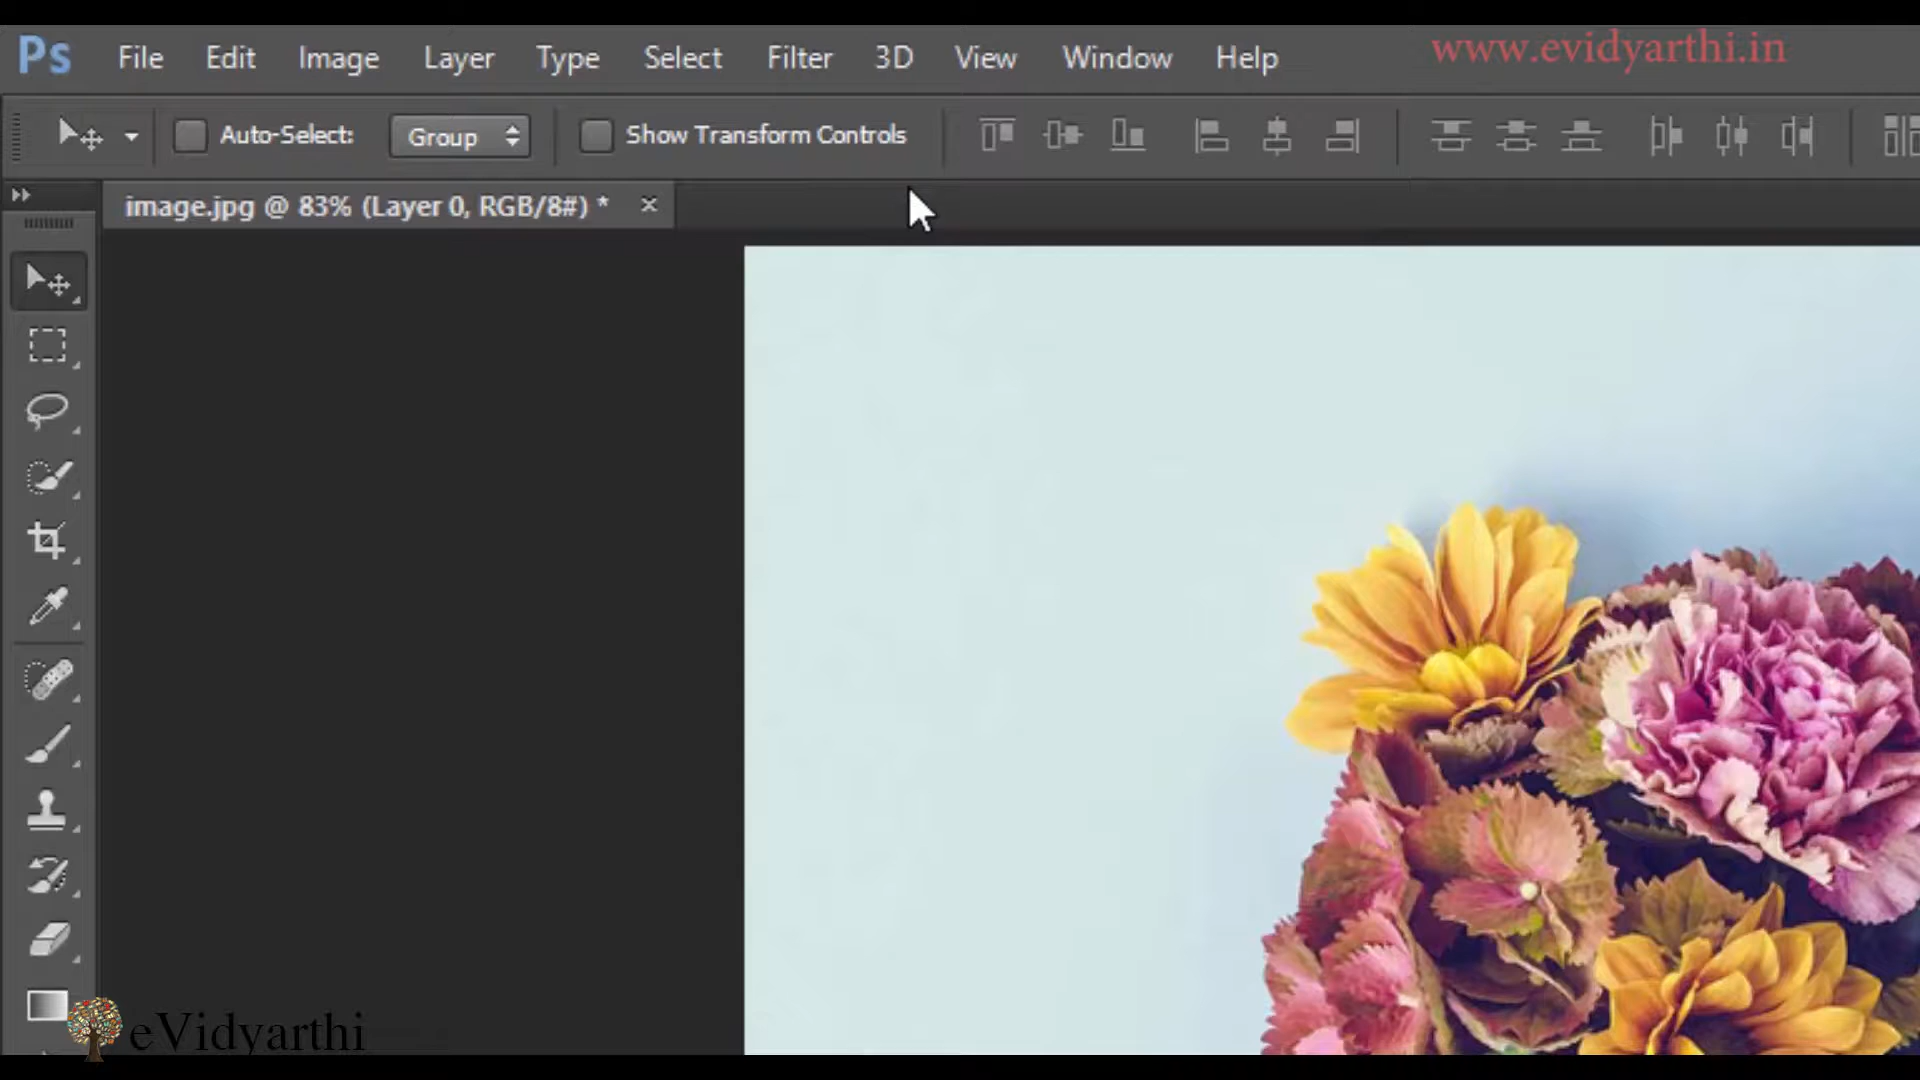 Ps File Edit Image Layer Type Select Filter 3D View Window Help www.evidyarthi.in
Auto-Select: Group Show Transform Controls
image.jpg @ 83% (Layer 0, RGB/8#) * ×
eVidyarthi